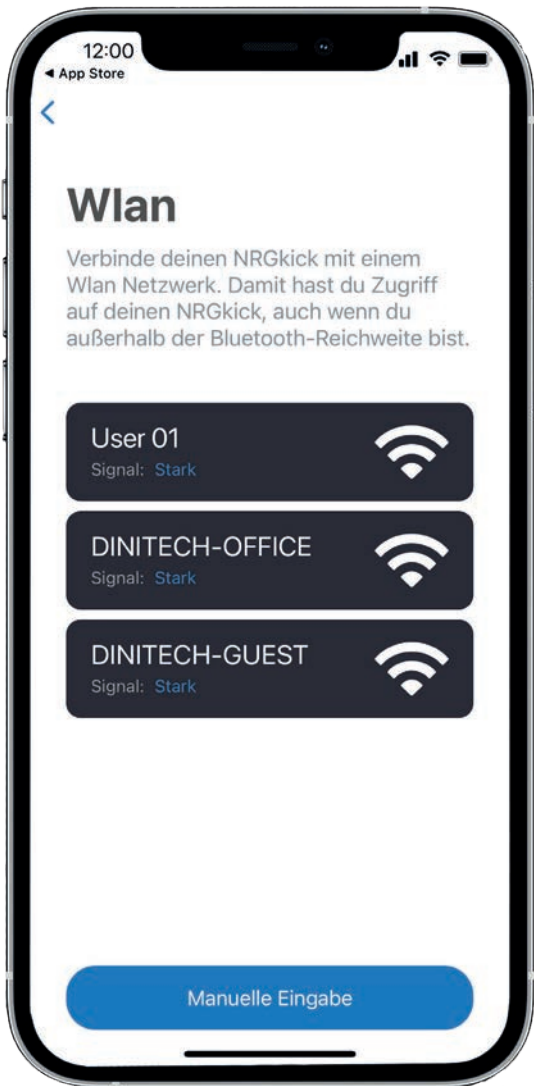 12:00
◀ App Store
Wlan
Verbinde deinen NRGkick mit einem
Wlan Netzwerk. Damit hast du Zugriff
auf deinen NRGkick, auch wenn du
außerhalb der Bluetooth-Reichweite bist.
User 01
Signal: Stark
DINITECH-OFFICE
Signal: Stark
DINITECH-GUEST
Signal: Stark
Manuelle Eingabe